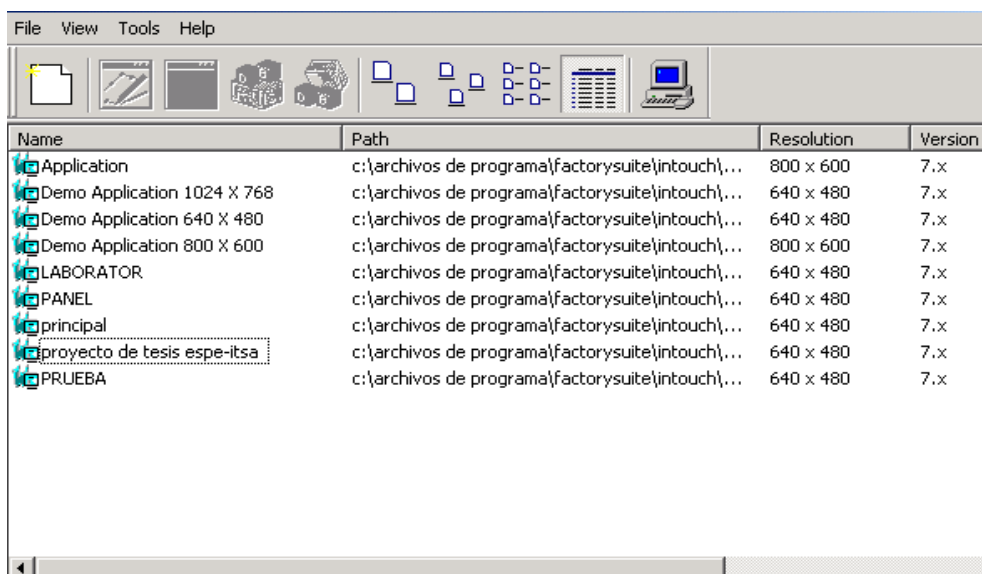 File View Tools Help
Name Path Resolution Version
Application c:\archivos de programa\factorysuite\intouch\... 800 x 600 7.x
Demo Application 1024 X 768 c:\archivos de programa\factorysuite\intouch\... 640 x 480 7.x
Demo Application 640 X 480 c:\archivos de programa\factorysuite\intouch\... 640 x 480 7.x
Demo Application 800 X 600 c:\archivos de programa\factorysuite\intouch\... 800 x 600 7.x
LABORATOR c:\archivos de programa\factorysuite\intouch\... 640 x 480 7.x
PANEL c:\archivos de programa\factorysuite\intouch\... 640 x 480 7.x
principal c:\archivos de programa\factorysuite\intouch\... 640 x 480 7.x
proyecto de tesis espe-itsa c:\archivos de programa\factorysuite\intouch\... 640 x 480 7.x
PRUEBA c:\archivos de programa\factorysuite\intouch\... 640 x 480 7.x